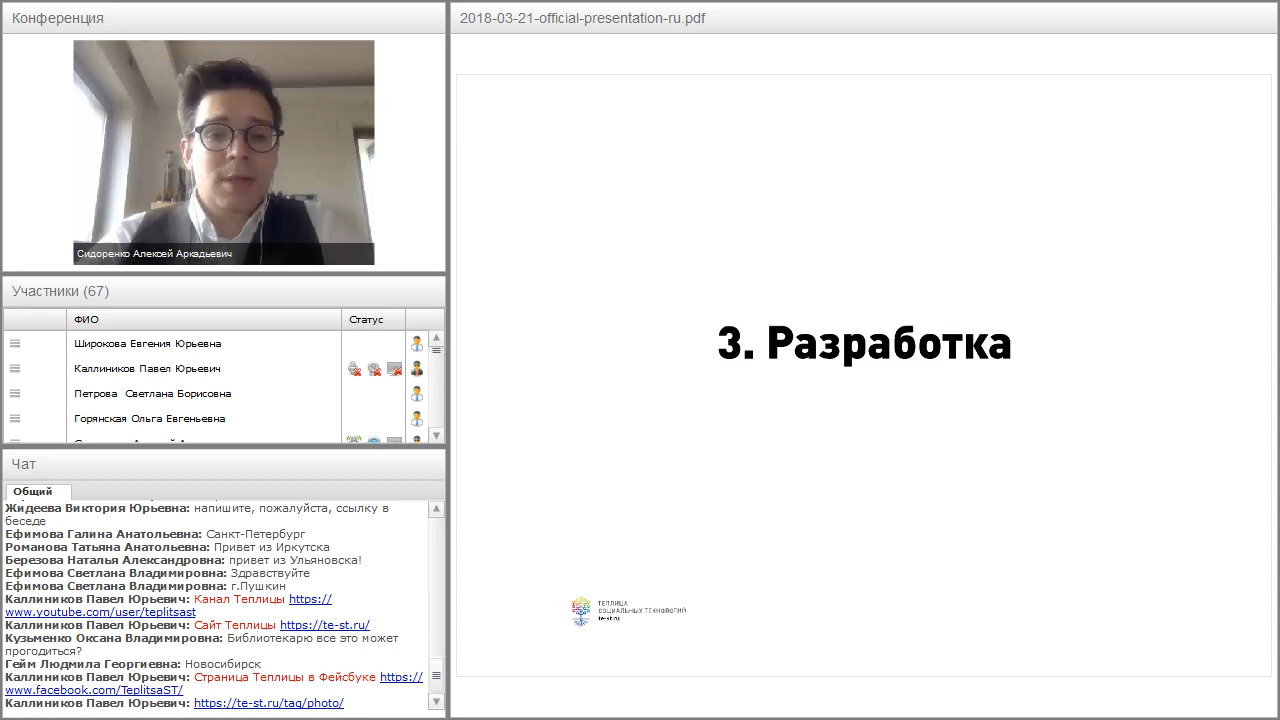 Конференция
Сидоренко Алексей Аркадьевич
Участники (67)
ФИО Статус
Широкова Евгения Юрьевна
Каллиников Павел Юрьевич
Петрова Светлана Борисовна
Горянская Ольга Евгеньевна
Чат
Общий
Жидеева Виктория Юрьевна: напишите, пожалуйста, ссылку в
беседе
Ефимова Галина Анатольевна: Санкт-Петербург
Романова Татьяна Анатольевна: Привет из Иркутска
Березова Наталья Александровна: привет из Ульяновска!
Ефимова Светлана Владимировна: Здравствуйте
Ефимова Светлана Владимировна: г.Пушкин
Каллиников Павел Юрьевич: Канал Теплицы https://
www.youtube.com/user/teplitsast
Каллиников Павел Юрьевич: Сайт Теплицы https://te-st.ru/
Кузьменко Оксана Владимировна: Библиотекарю все это может
прогодиться?
Гейм Людмила Георгиевна: Новосибирск
Каллиников Павел Юрьевич: Страница Теплицы в Фейсбуке https://
www.facebook.com/TeplitsaST/
Каллиников Павел Юрьевич: https://te-st.ru/tag/photo/
2018-03-21-official-presentation-ru.pdf
3. Разработка
ТЕПЛИЦА
СОЦИАЛЬНЫХ ТЕХНОЛОГИЙ
te-st.ru